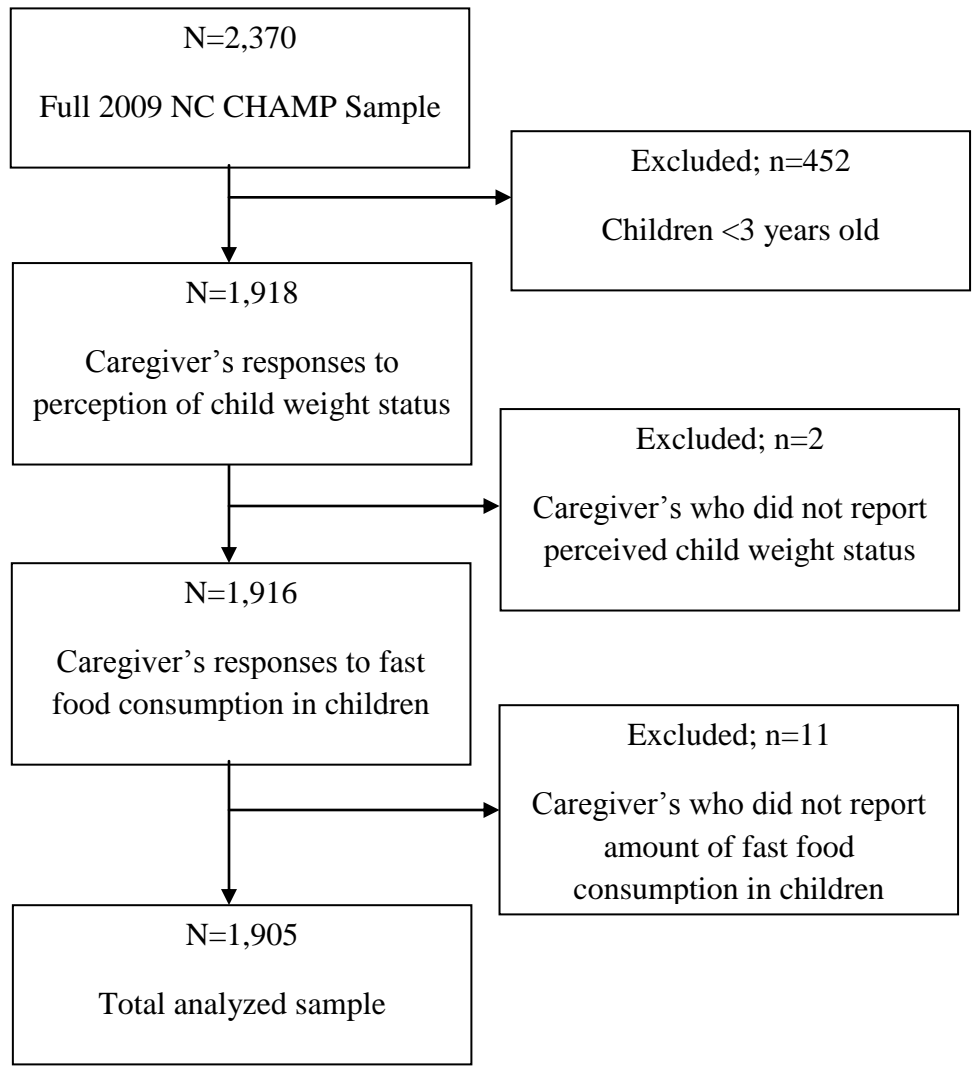 N=2,370
Full 2009 NC CHAMP Sample
Excluded; n=452
Children <3 years old
N=1,918
Caregiver’s responses to
perception of child weight status
Excluded; n=2
Caregiver’s who did not report
perceived child weight status
N=1,916
Caregiver’s responses to fast
food consumption in children
Excluded; n=11
Caregiver’s who did not report
amount of fast food
consumption in children
N=1,905
Total analyzed sample